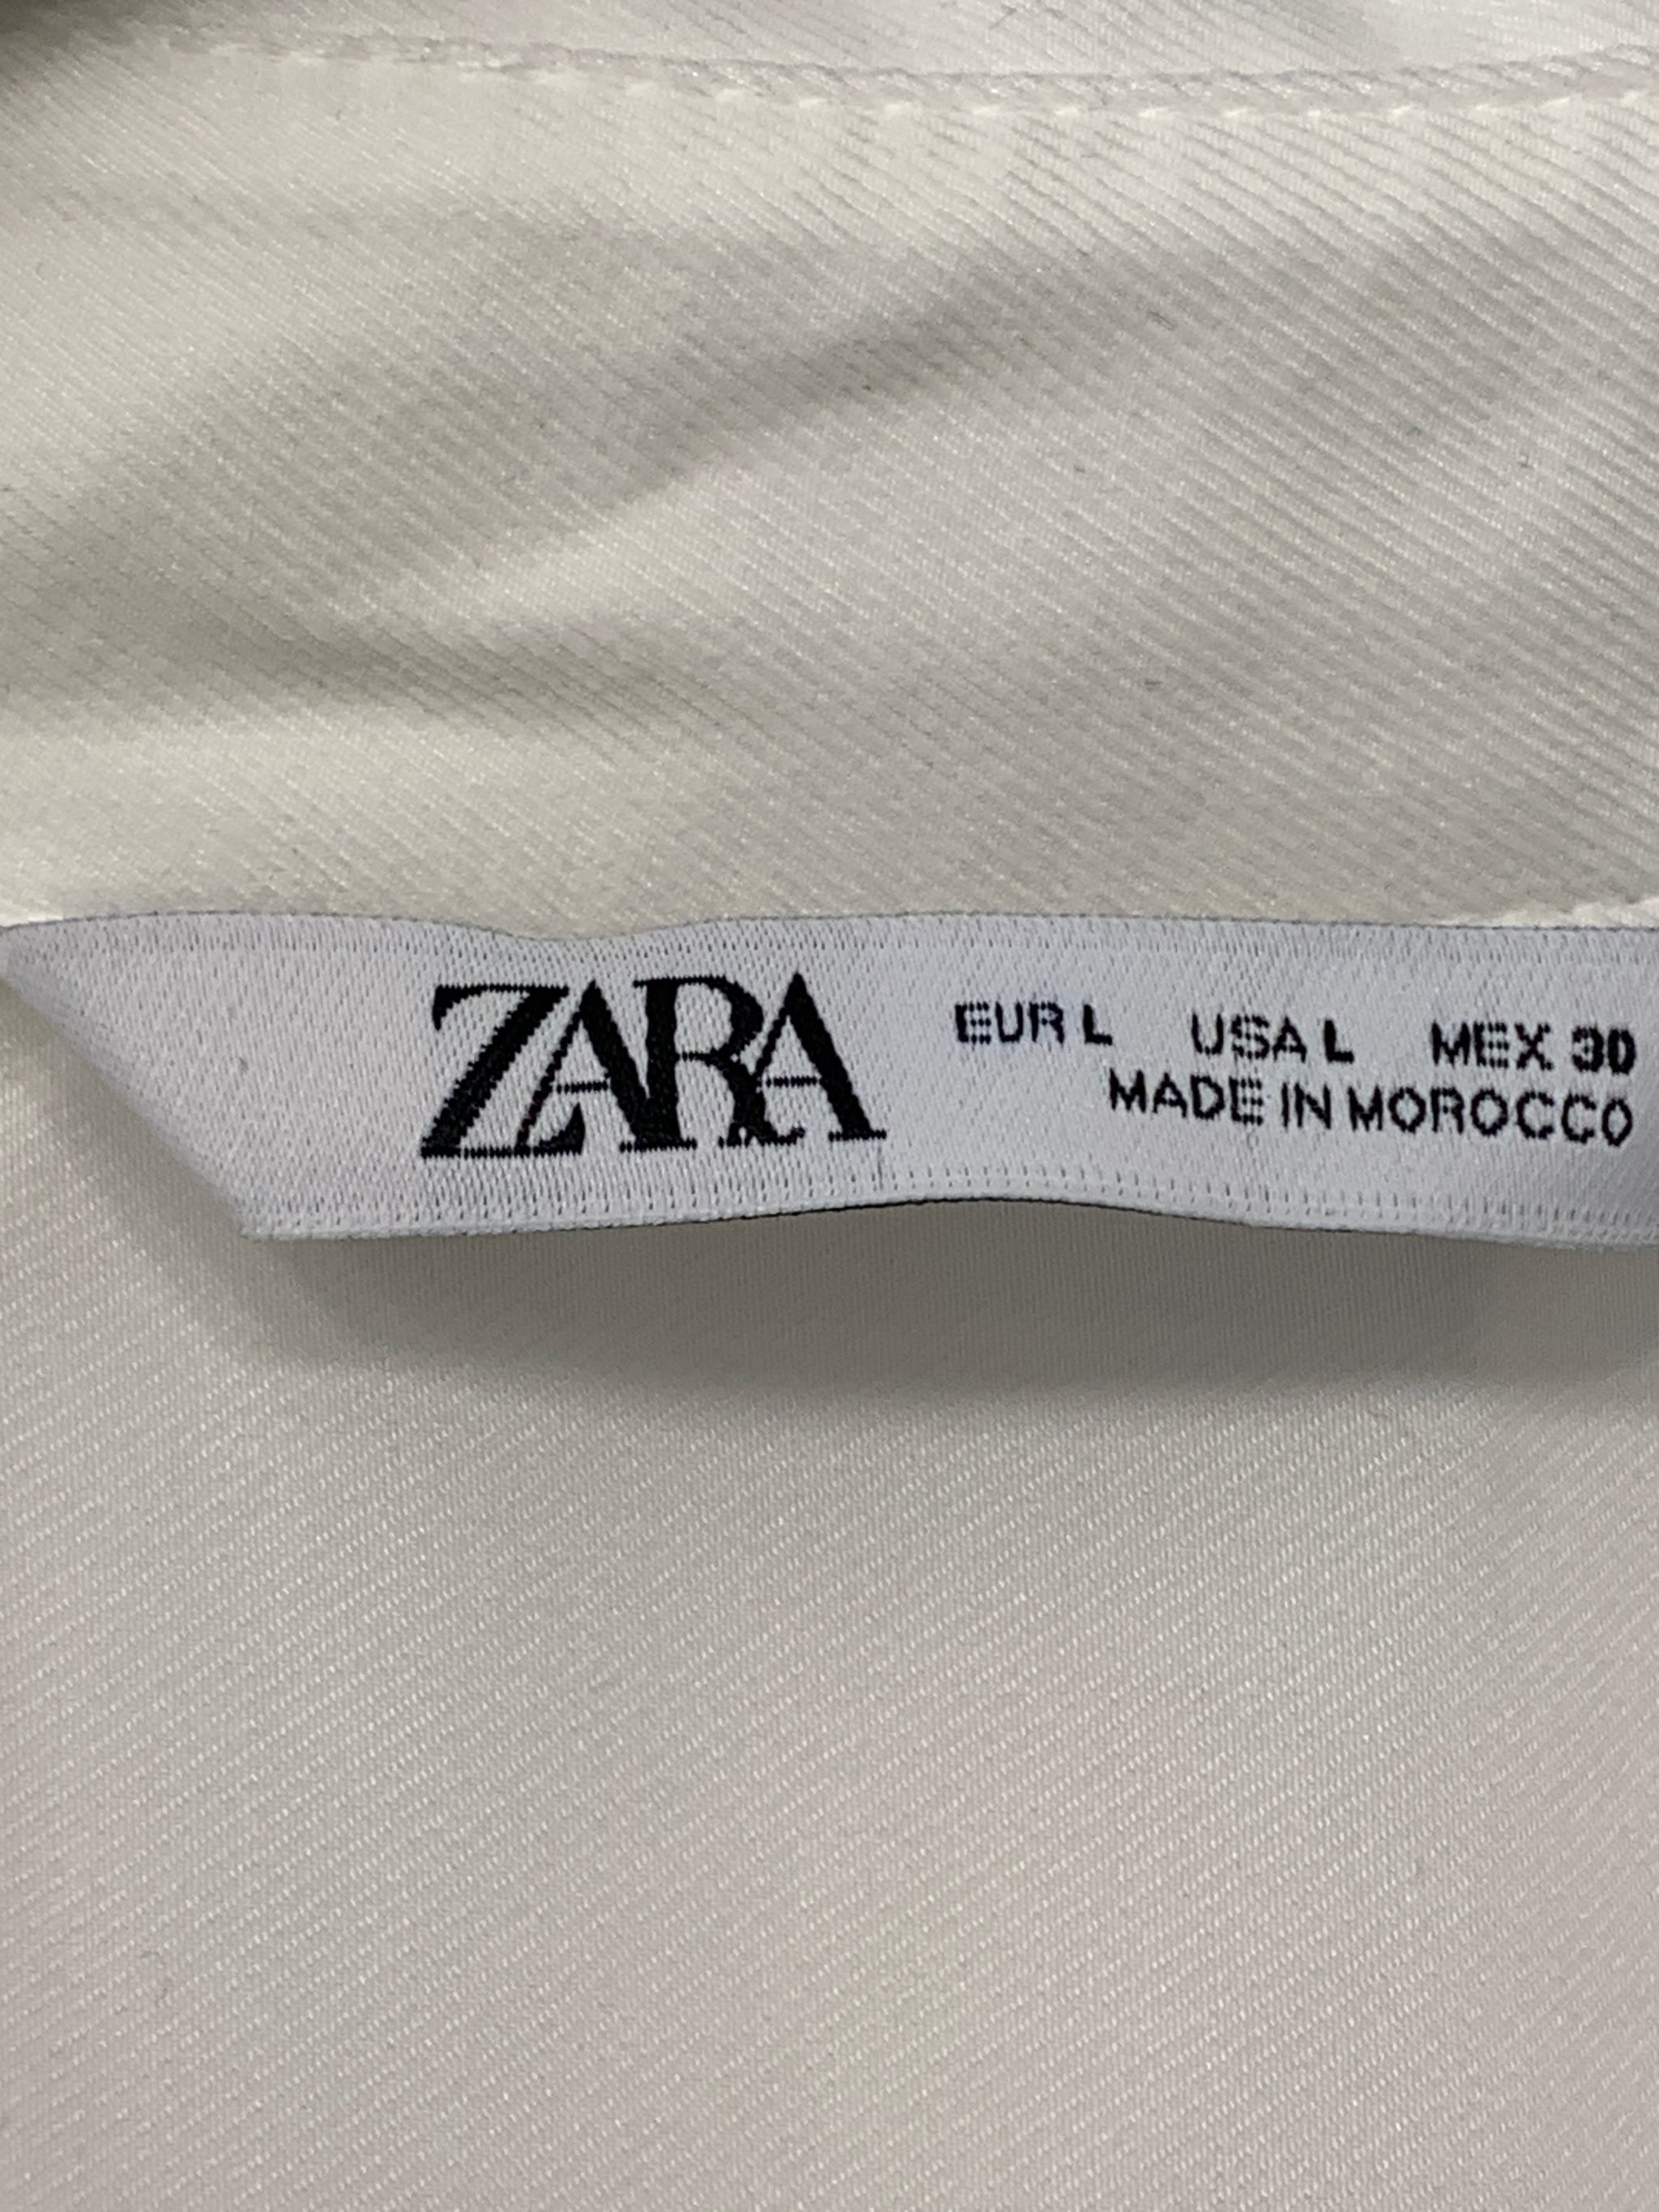 ZARA
EUR L USA L MEX 30
MADE IN MOROCCO